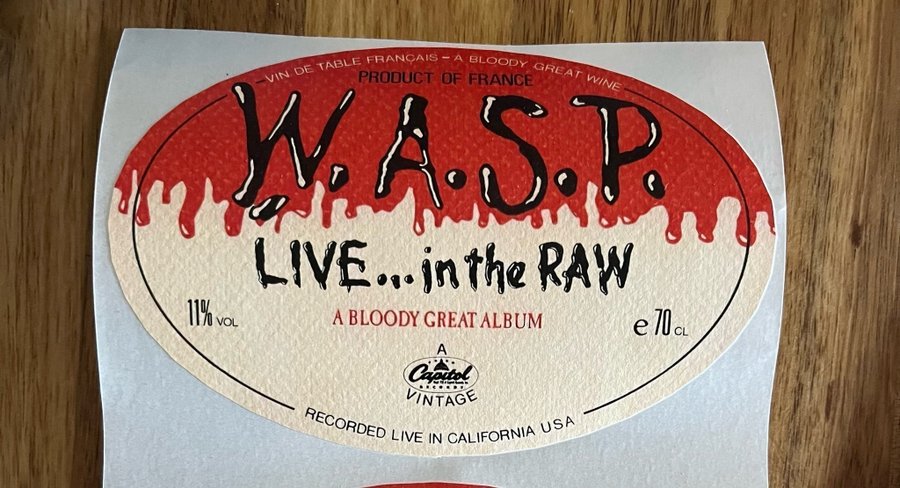 VIN DE TABLE FRANÇAIS – A BLOODY GREAT WINE
PRODUCT OF FRANCE
W.A.S.P.
LIVE...in the RAW
11% VOL
A BLOODY GREAT ALBUM
e 70 CL
A
Capitol
RECORDS
VINTAGE
RECORDED LIVE IN CALIFORNIA USA